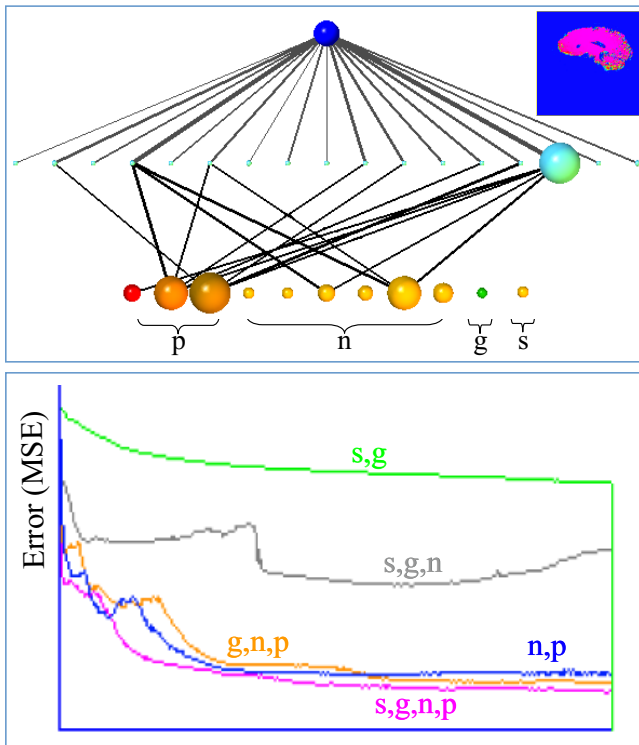 p n g s
Error (MSE)
s,g
s,g,n
g,n,p
n,p
s,g,n,p